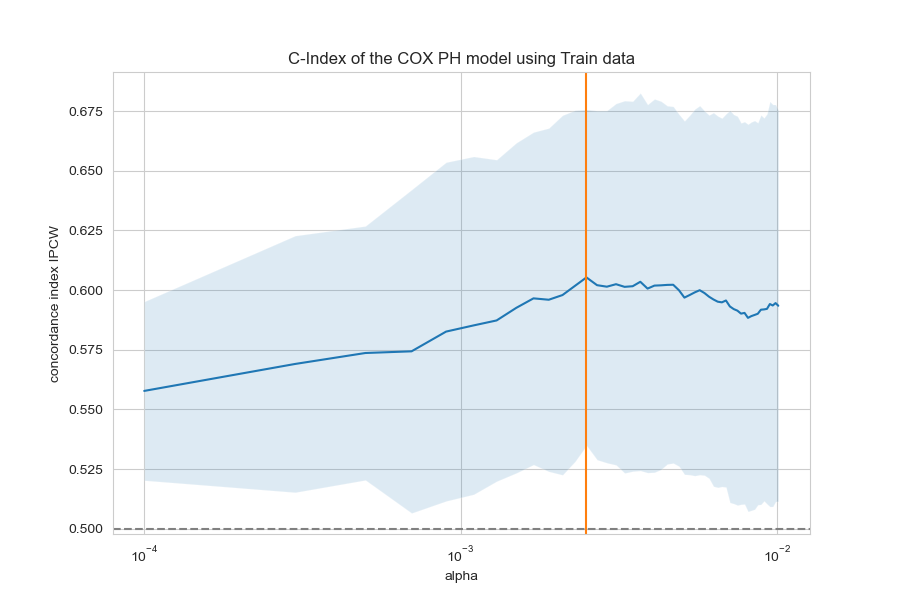 C-Index of the COX PH model using Train data
concordance index IPCW
0.675
0.650
0.625
0.600
0.575
0.550
0.525
0.500
10⁻⁴ 10⁻³ 10⁻²
alpha